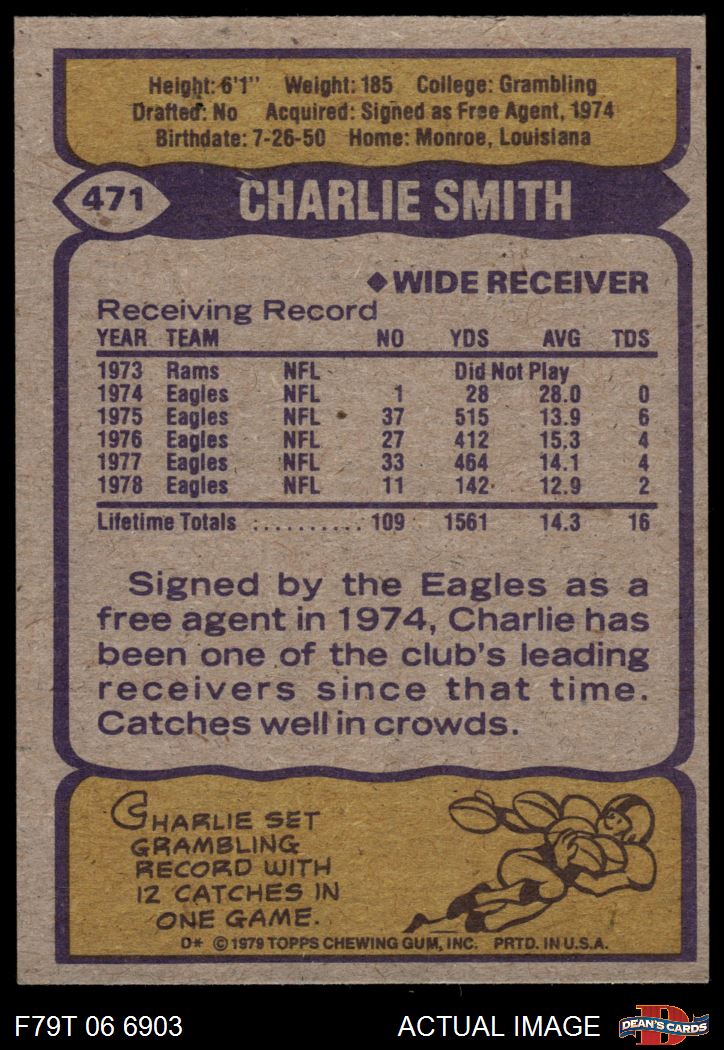 Height: 6'1" Weight: 185 College: Grambling
Drafted: No Acquired: Signed as Free Agent, 1974
Birthdate: 7-26-50 Home: Monroe, Louisiana
471 CHARLIE SMITH
◆WIDE RECEIVER
Receiving Record
YEAR TEAM NO YDS AVG TDS
1973 Rams NFL Did Not Play
1974 Eagles NFL 1 28 28.0 0
1975 Eagles NFL 37 515 13.9 6
1976 Eagles NFL 27 412 15.3 4
1977 Eagles NFL 33 464 14.1 4
1978 Eagles NFL 11 142 12.9 2
Lifetime Totals .......... 109 1561 14.3 16
Signed by the Eagles as a
free agent in 1974, Charlie has
been one of the club's leading
receivers since that time.
Catches well in crowds.
CHARLIE SET
GRAMBLING
RECORD WITH
12 CATCHES IN
ONE GAME.
D* © 1979 TOPPS CHEWING GUM, INC. PRTD. IN U.S.A.
F79T 06 6903 ACTUAL IMAGE D DEAN'S CARDS